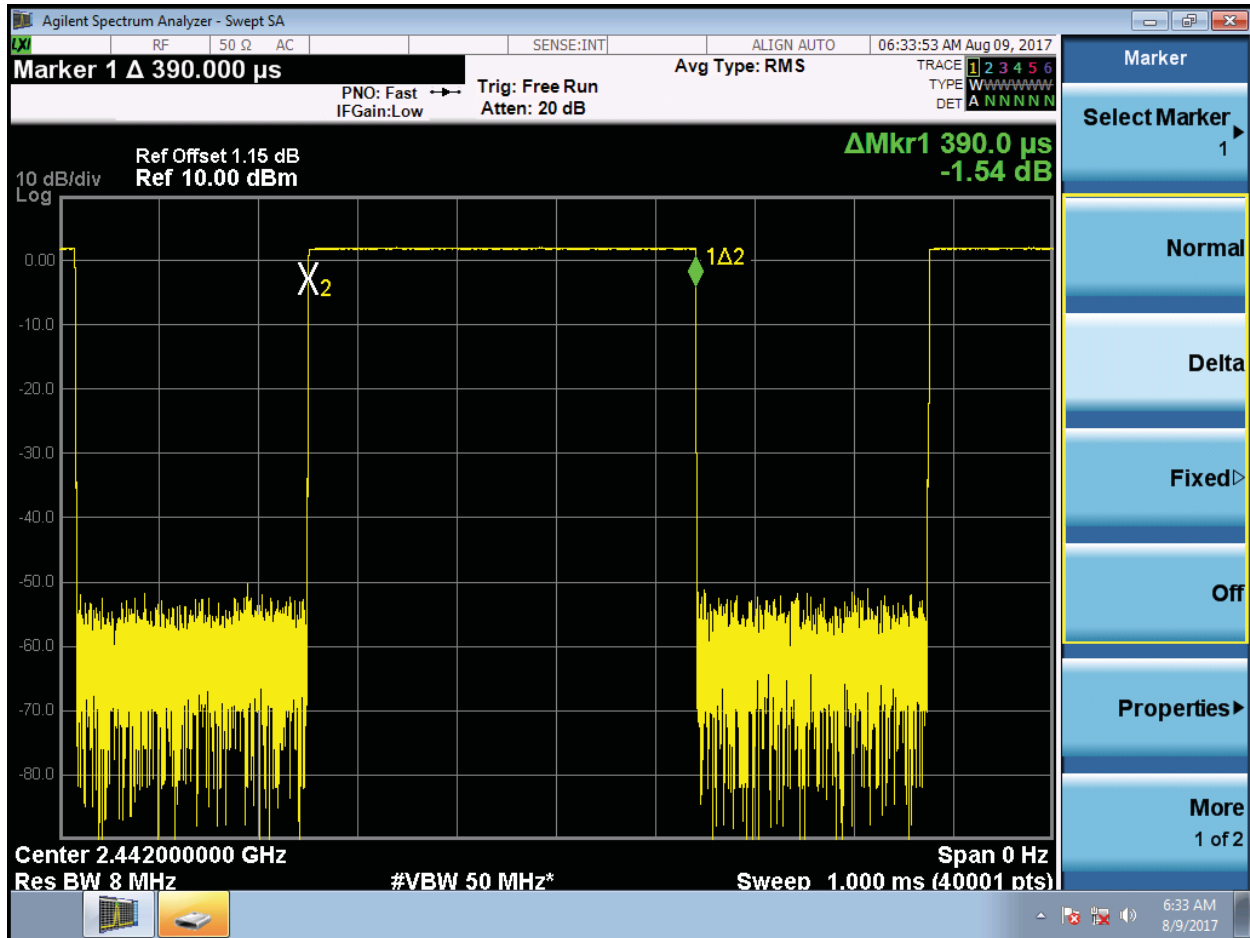 Agilent Spectrum Analyzer - Swept SA
LXI RF 50 Ω AC SENSE:INT ALIGN AUTO 06:33:53 AM Aug 09, 2017
Marker 1 Δ 390.000 µs
PNO: Fast
IFGain:Low
Trig: Free Run
Atten: 20 dB
Avg Type: RMS
TRACE 1 2 3 4 5 6
TYPE WWWWWW
DET A N N N N N
ΔMkr1 390.0 µs
-1.54 dB
Ref Offset 1.15 dB
10 dB/div Ref 10.00 dBm
Log
0.00
-10.0
-20.0
-30.0
-40.0
-50.0
-60.0
-70.0
-80.0
2
1Δ2
Center 2.442000000 GHz Span 0 Hz
Res BW 8 MHz #VBW 50 MHz* Sweep 1.000 ms (40001 pts)
Marker
Select Marker
1
Normal
Delta
Fixed
Off
Properties
More
1 of 2
6:33 AM
8/9/2017